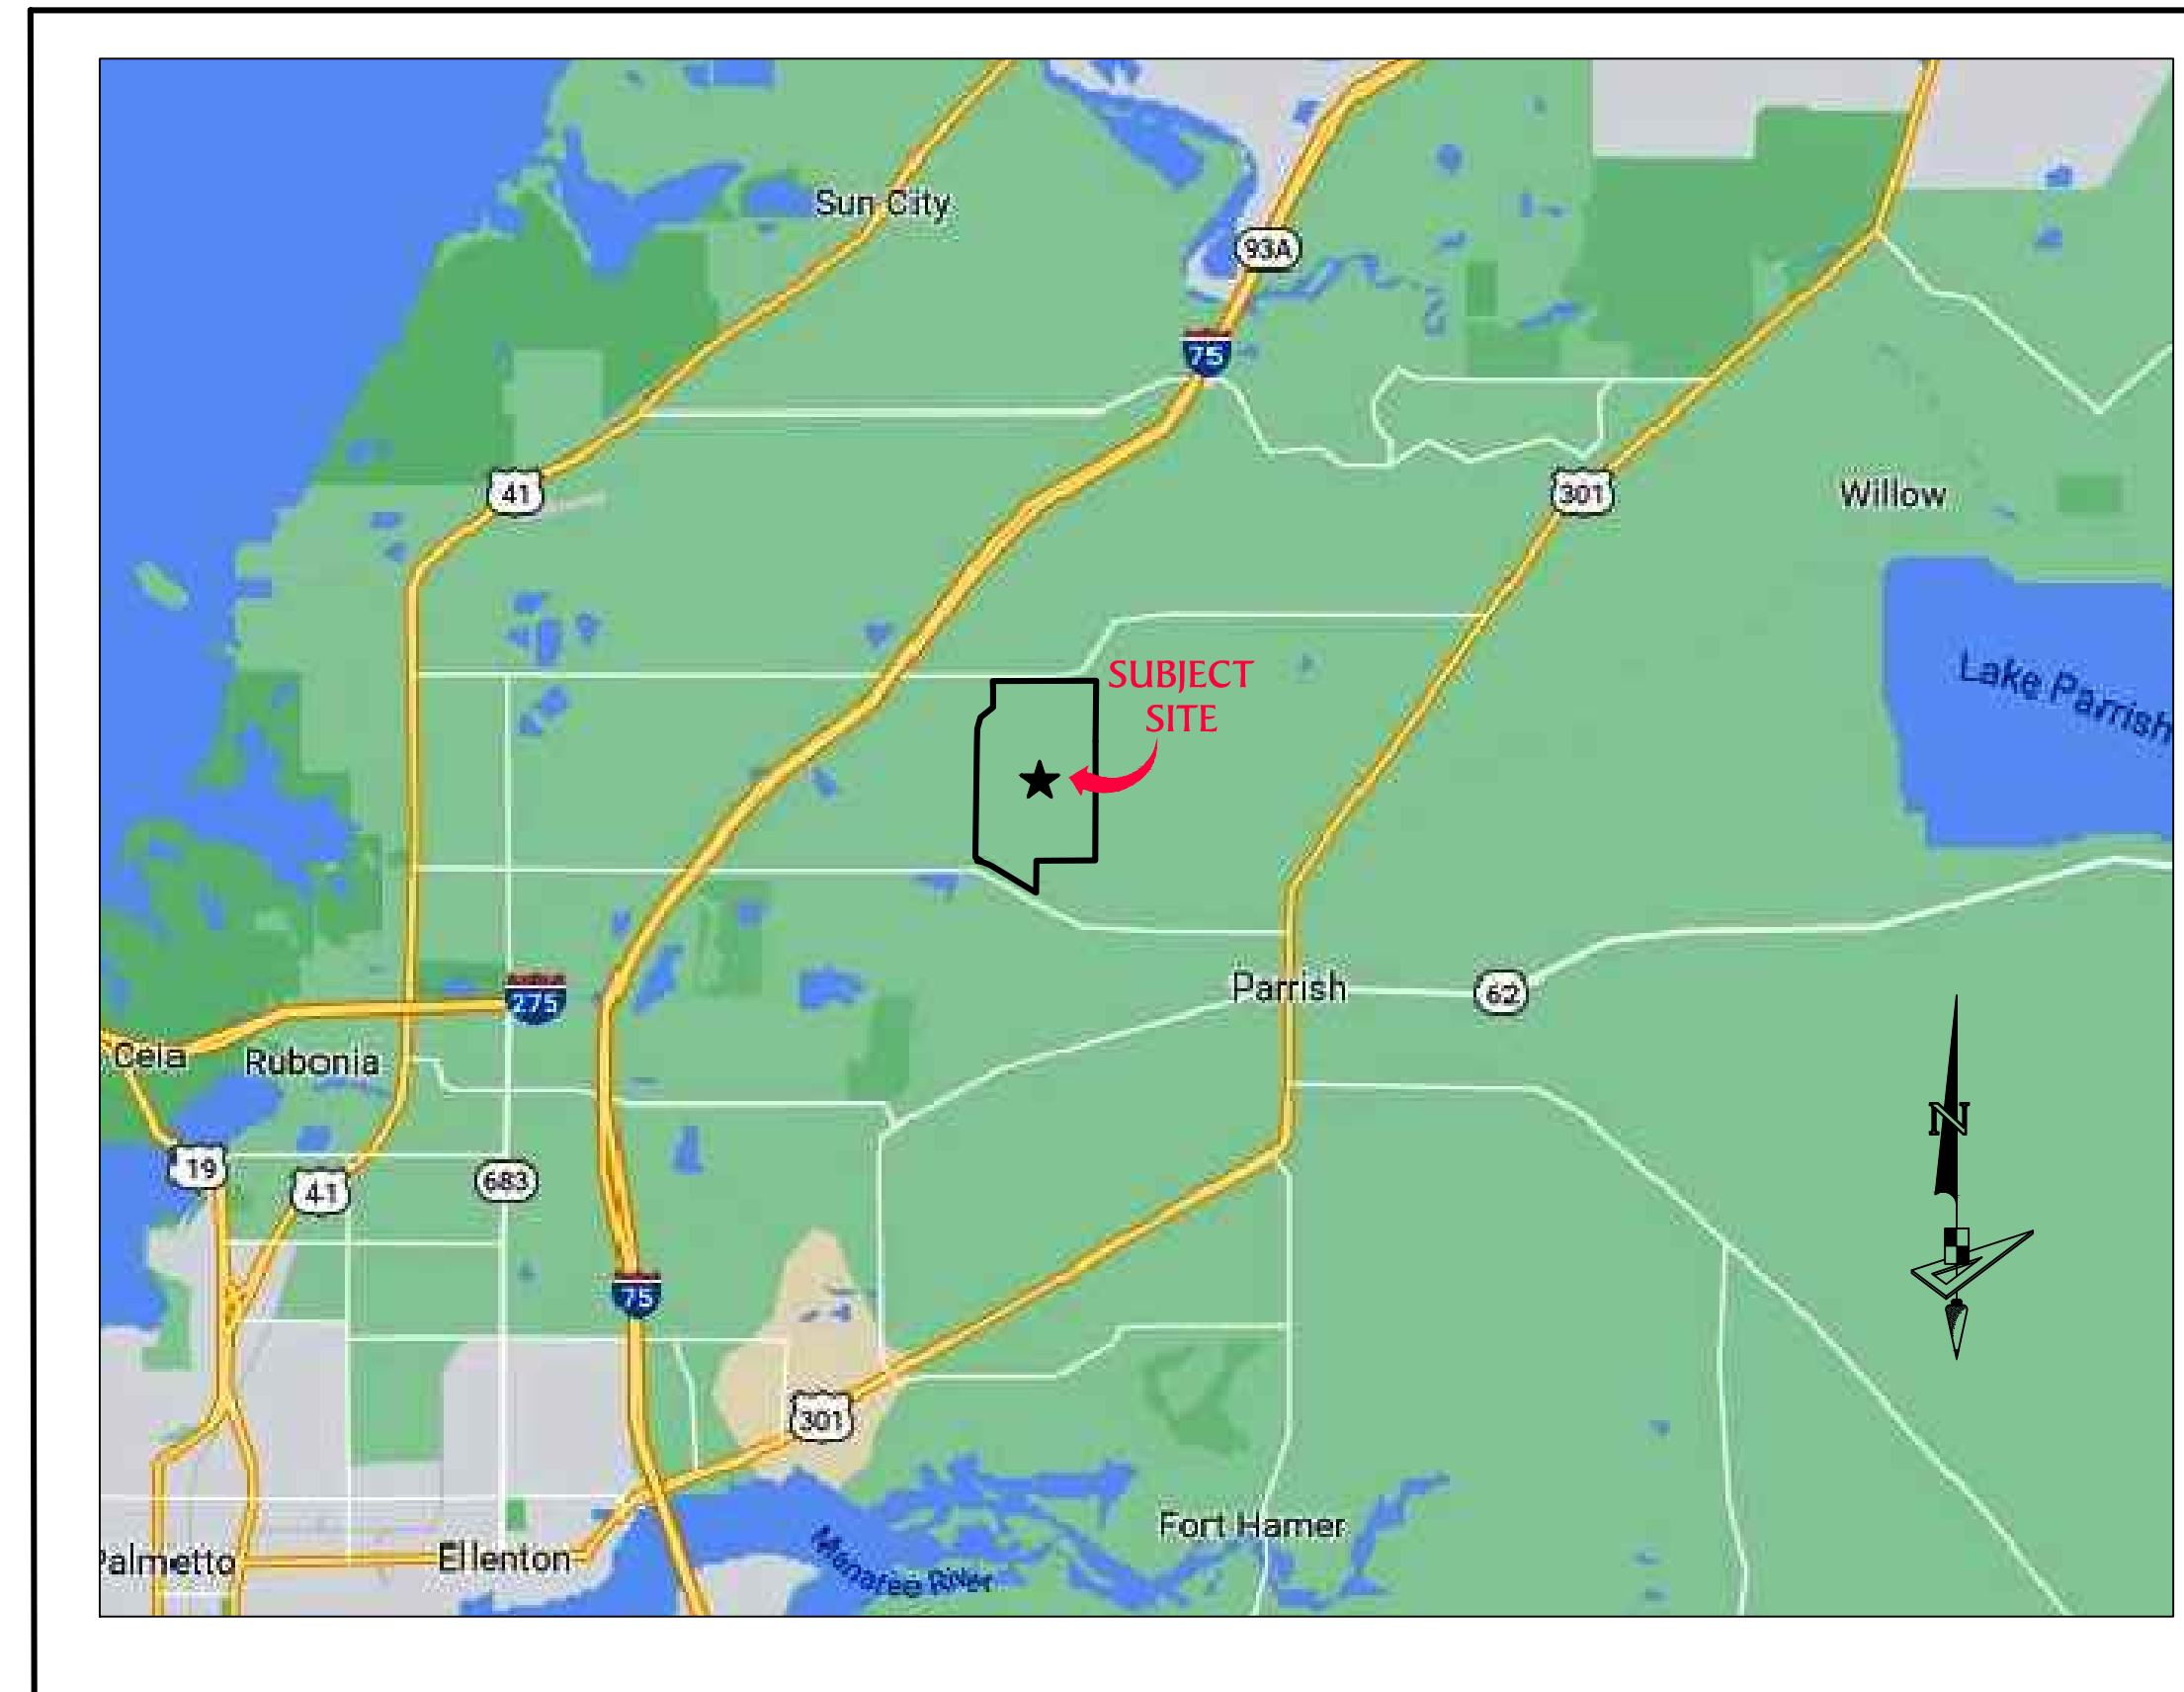 Sun City
93A
75
41
301
Willow
SUBJECT
SITE
Lake Parrish
Parrish
62
275
Ceia
Rubonia
N
19
41
683
75
301
Fort Hamer
Palmetto
Ellenton
Manatee River